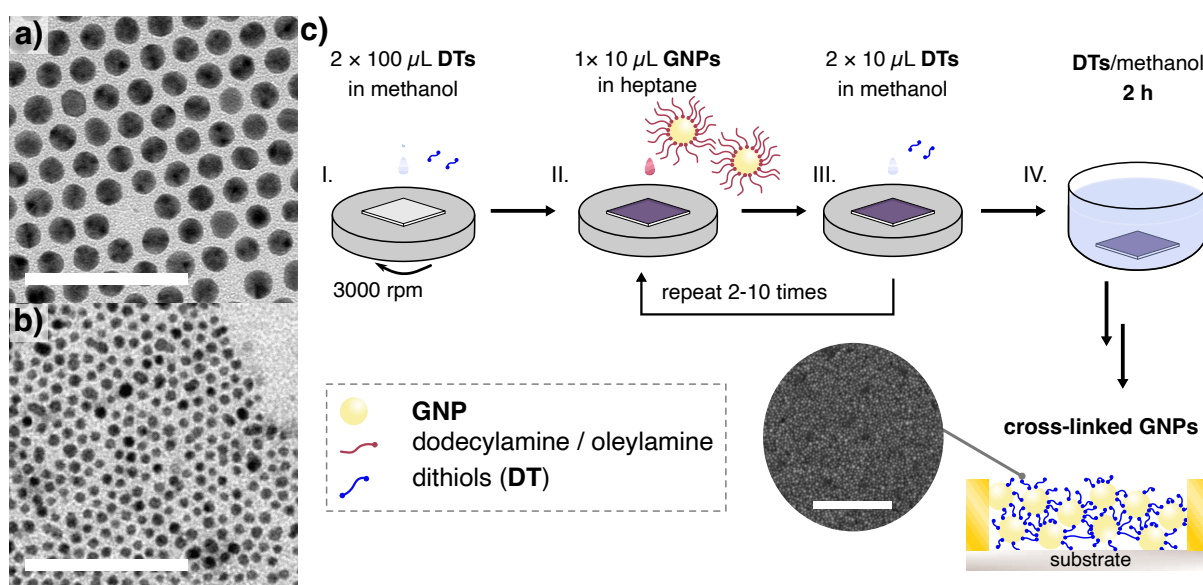 a)
b)
c)
2 × 100 µL DTs
in methanol
1× 10 µL GNPs
in heptane
2 × 10 µL DTs
in methanol
DTs/methanol
2 h
I.
II.
III.
IV.
3000 rpm
repeat 2-10 times
GNP
dodecylamine / oleylamine
dithiols (DT)
cross-linked GNPs
substrate